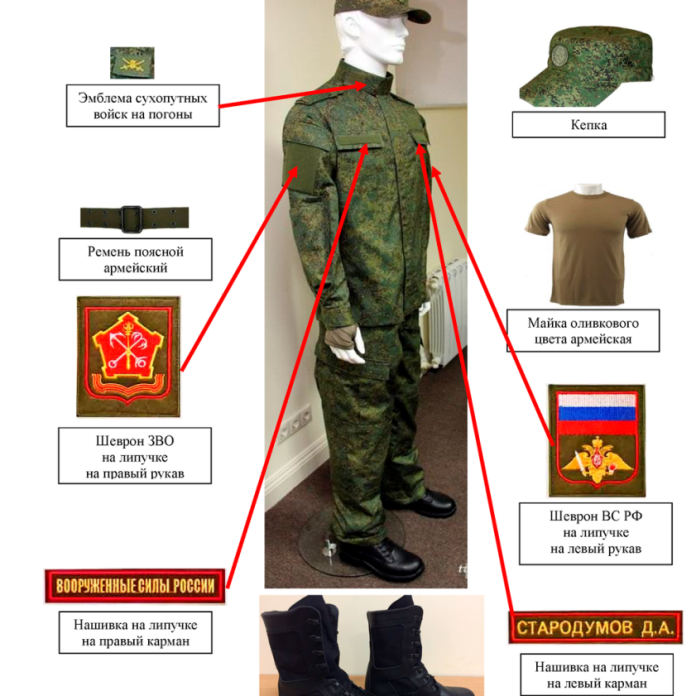 Эмблема сухопутных
войск на погоны
Кепка
Ремень поясной
армейский
Майка оливкового
цвета армейская
Шеврон ЗВО
на липучке
на правый рукав
Шеврон ВС РФ
на липучке
на левый рукав
ВООРУЖЕННЫЕ СИЛЫ РОССИИ
Нашивка на липучке
на правый карман
СТАРОДУМОВ Д.А.
Нашивка на липучке
на левый карман